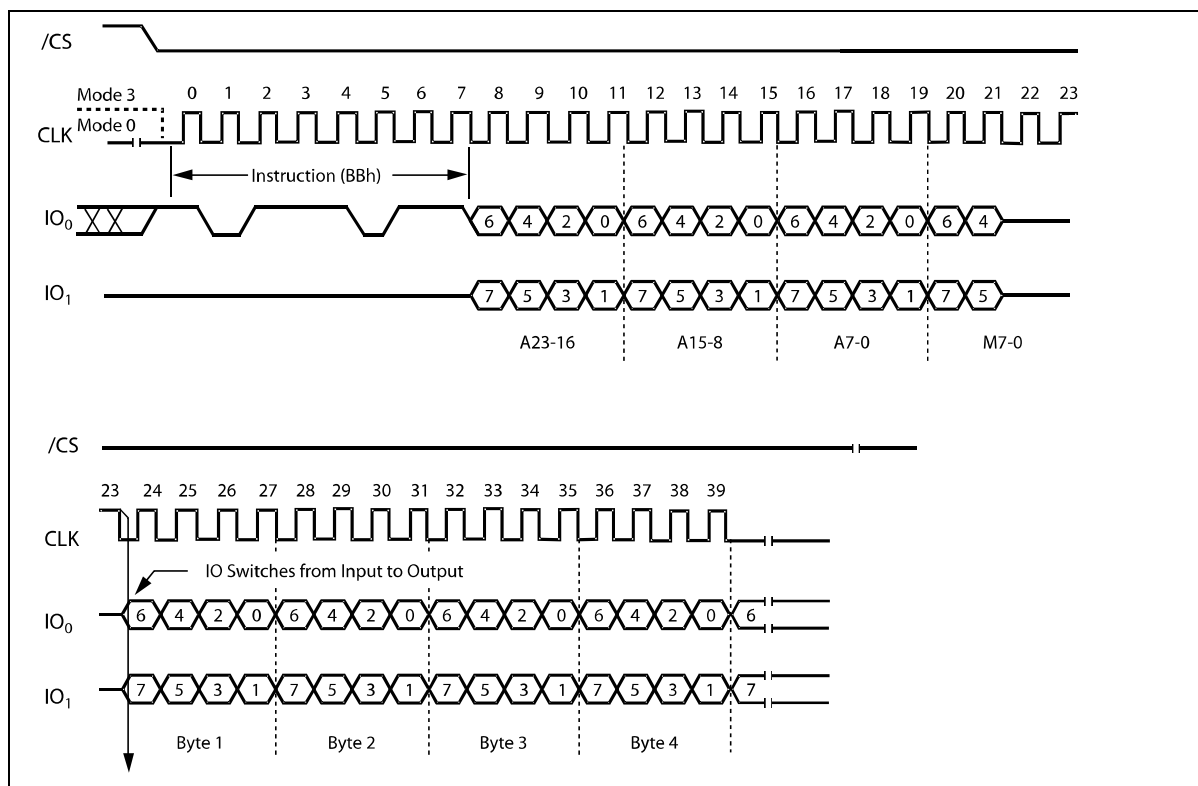 /CS
Mode 3
0 1 2 3 4 5 6 7 8 9 10 11 12 13 14 15 16 17 18 19 20 21 22 23
Mode 0
CLK
Instruction (BBh)
IO0
6 4 2 0 6 4 2 0 6 4 2 0 6 4
IO1
7 5 3 1 7 5 3 1 7 5 3 1 7 5
A23-16 A15-8 A7-0 M7-0
/CS
23 24 25 26 27 28 29 30 31 32 33 34 35 36 37 38 39
CLK
IO Switches from Input to Output
IO0
6 4 2 0 6 4 2 0 6 4 2 0 6 4 2 0 6
IO1
7 5 3 1 7 5 3 1 7 5 3 1 7 5 3 1 7
Byte 1 Byte 2 Byte 3 Byte 4